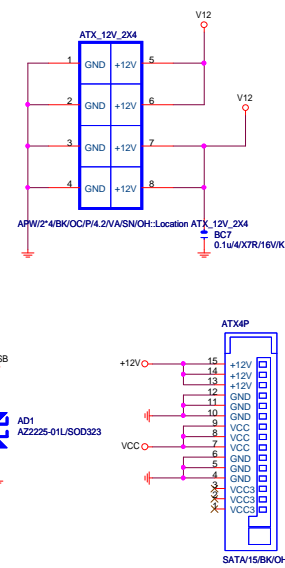 V12
ATX_12V_2X4
1 GND +12V 5
2 GND +12V 6
V12
3 GND +12V 7
4 GND +12V 8
APW/2*4/BK/OC/P/4.2/VA/SN/OH::Location ATX_12V_2X4
BC7
0.1u/4/X7R/16V/K
ATX4P
SB
+12V
15 +12V
14 +12V
13 +12V
12 GND
11 GND
10 GND
AD1
AZ2225-01L/SOD323
9 VCC
VCC
8 VCC
7 VCC
6 GND
5 GND
4 GND
3 VCC3
2 VCC3
1 VCC3
SATA/15/BK/OH